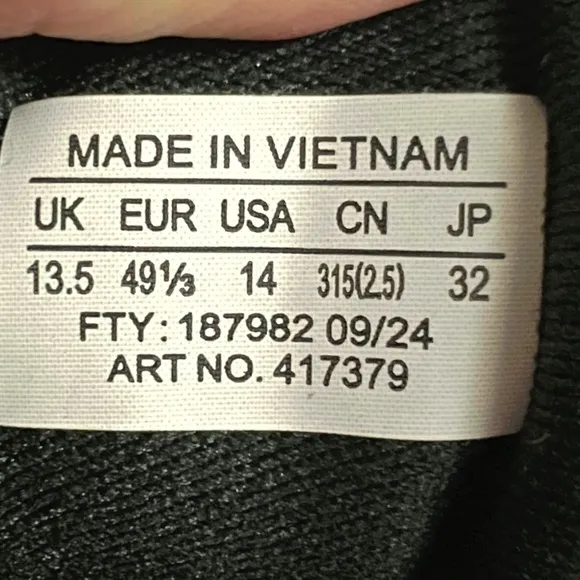 MADE IN VIETNAM
UK EUR USA CN JP
13.5 49⅓ 14 315(2.5) 32
FTY: 187982 09/24
ART NO. 417379